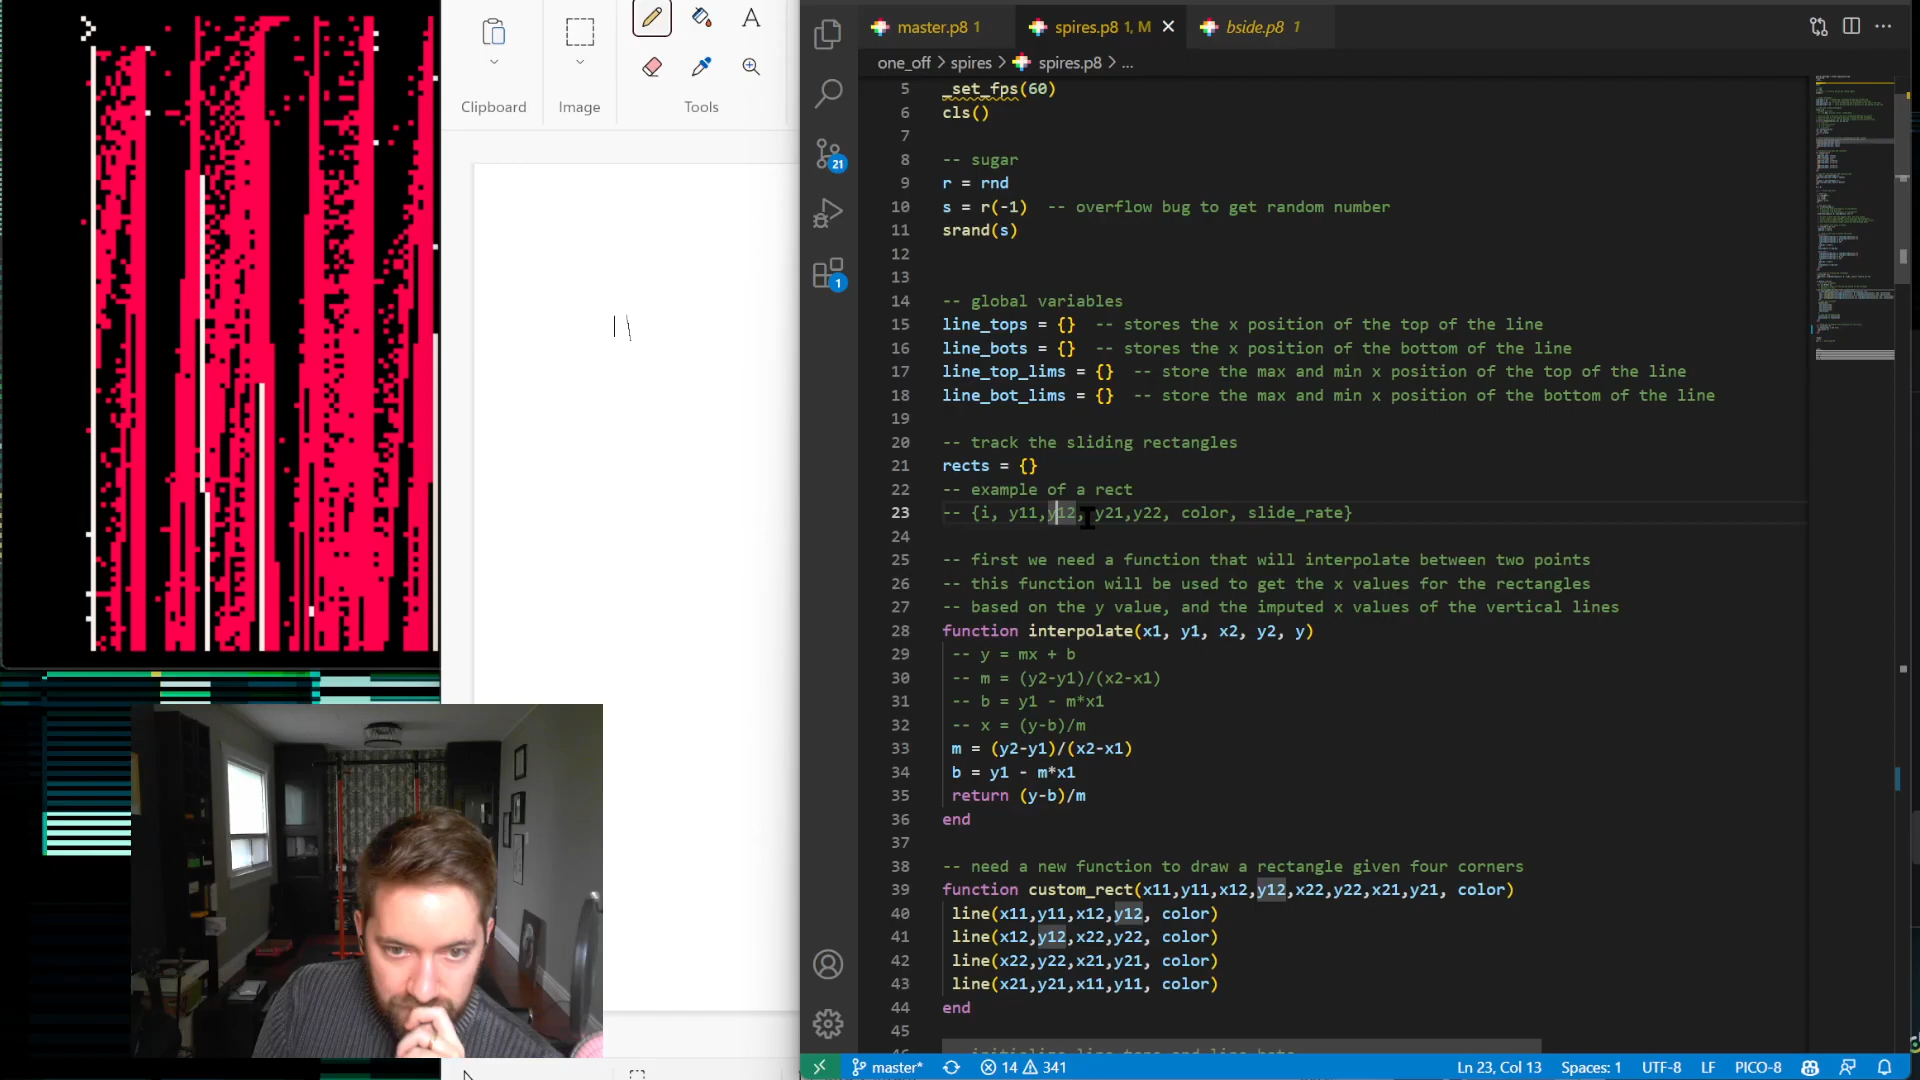 Clipboard
Image
Tools
master.p8 1
spires.p8 1, M
bside.p8 1
one_off > spires > spires.p8 > ...
21
1
5 _set_fps(60)
6 cls()
7
8 -- sugar
9 r = rnd
10 s = r(-1)  -- overflow bug to get random number
11 srand(s)
12
13
14 -- global variables
15 line_tops = {}  -- stores the x position of the top of the line
16 line_bots = {}  -- stores the x position of the bottom of the line
17 line_top_lims = {}  -- store the max and min x position of the top of the line
18 line_bot_lims = {}  -- store the max and min x position of the bottom of the line
19
20 -- track the sliding rectangles
21 rects = {}
22 -- example of a rect
23 -- {i, y11,y12, y21,y22, color, slide_rate}
24
25 -- first we need a function that will interpolate between two points
26 -- this function will be used to get the x values for the rectangles
27 -- based on the y value, and the imputed x values of the vertical lines
28 function interpolate(x1, y1, x2, y2, y)
29 -- y = mx + b
30 -- m = (y2-y1)/(x2-x1)
31 -- b = y1 - m*x1
32 -- x = (y-b)/m
33 m = (y2-y1)/(x2-x1)
34 b = y1 - m*x1
35 return (y-b)/m
36 end
37
38 -- need a new function to draw a rectangle given four corners
39 function custom_rect(x11,y11,x12,y12,x22,y22,x21,y21, color)
40 line(x11,y11,x12,y12, color)
41 line(x12,y12,x22,y22, color)
42 line(x22,y22,x21,y21, color)
43 line(x21,y21,x11,y11, color)
44 end
45
master* 14 341 Ln 23, Col 13 Spaces: 1 UTF-8 LF PICO-8